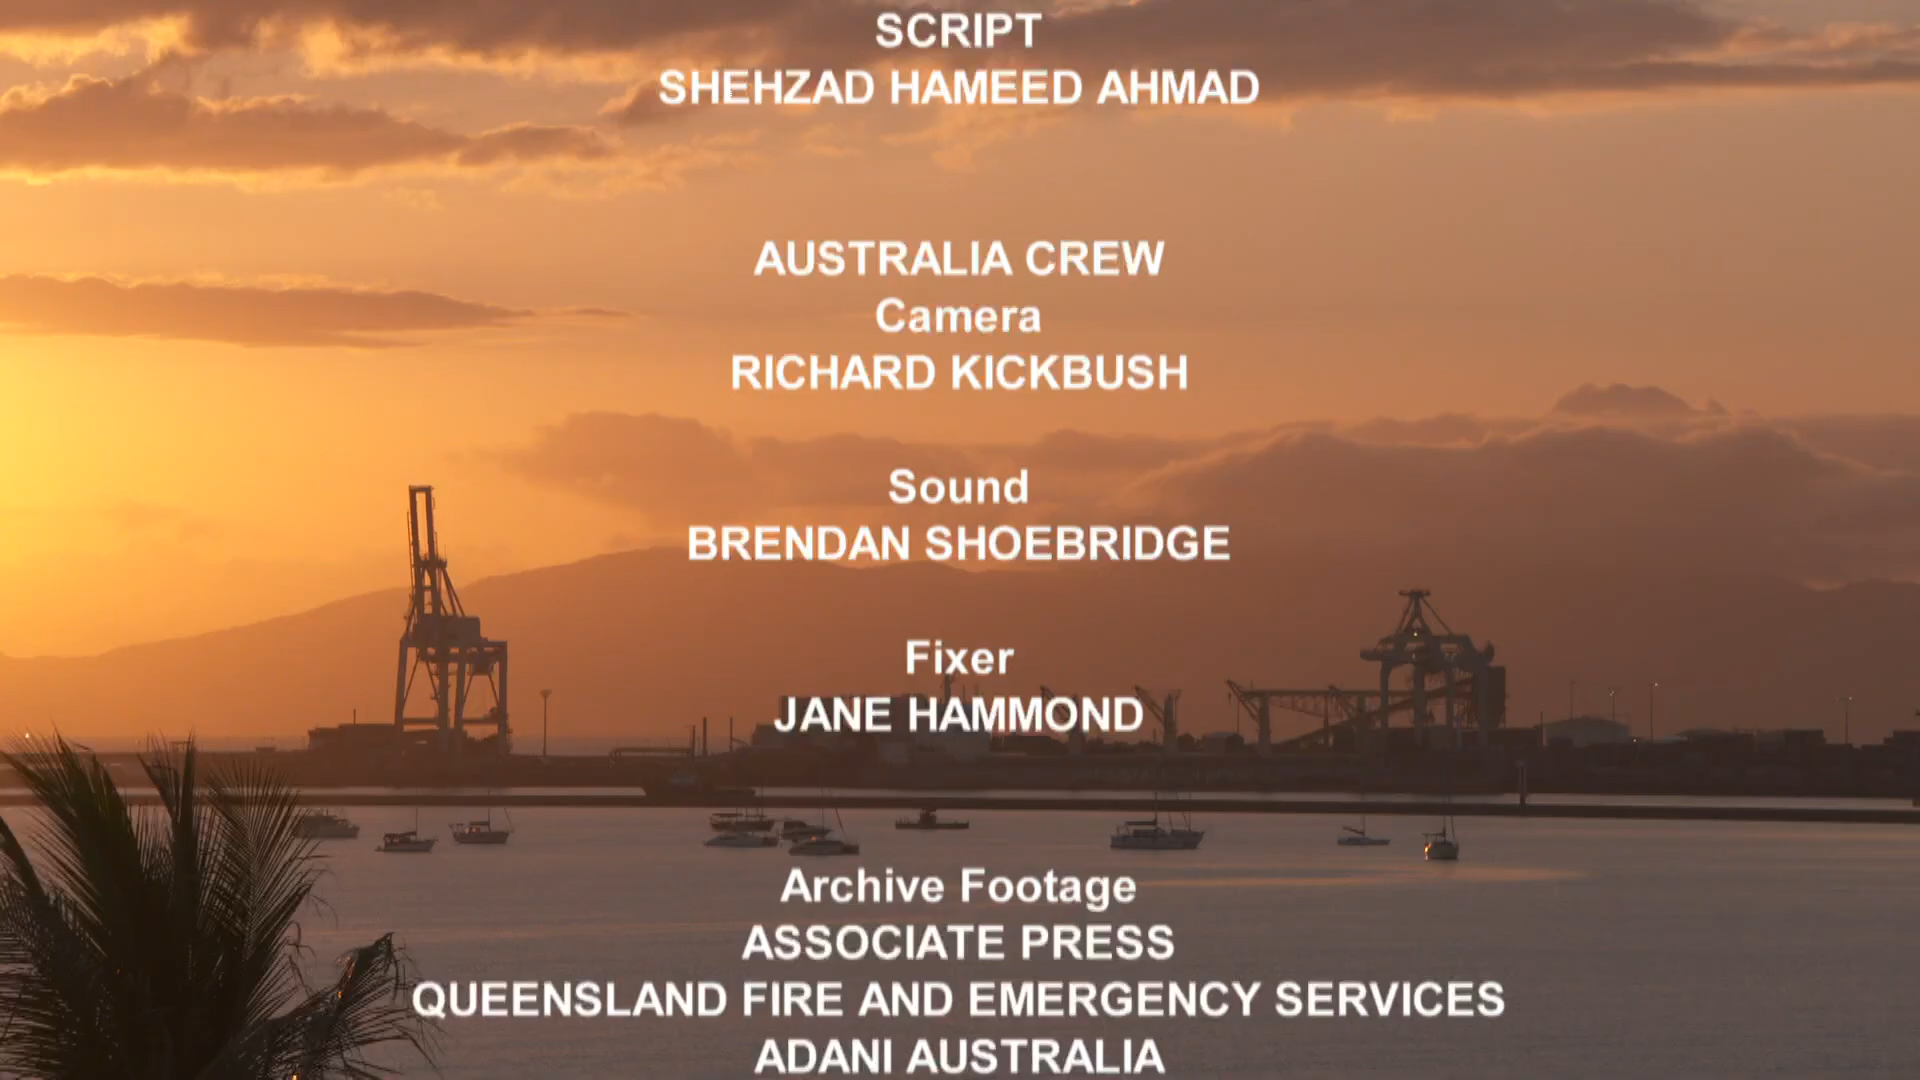 SCRIPT
SHEHZAD HAMEED AHMAD
AUSTRALIA CREW
Camera
RICHARD KICKBUSH
Sound
BRENDAN SHOEBRIDGE
Fixer
JANE HAMMOND
Archive Footage
ASSOCIATE PRESS
QUEENSLAND FIRE AND EMERGENCY SERVICES
ADANI AUSTRALIA